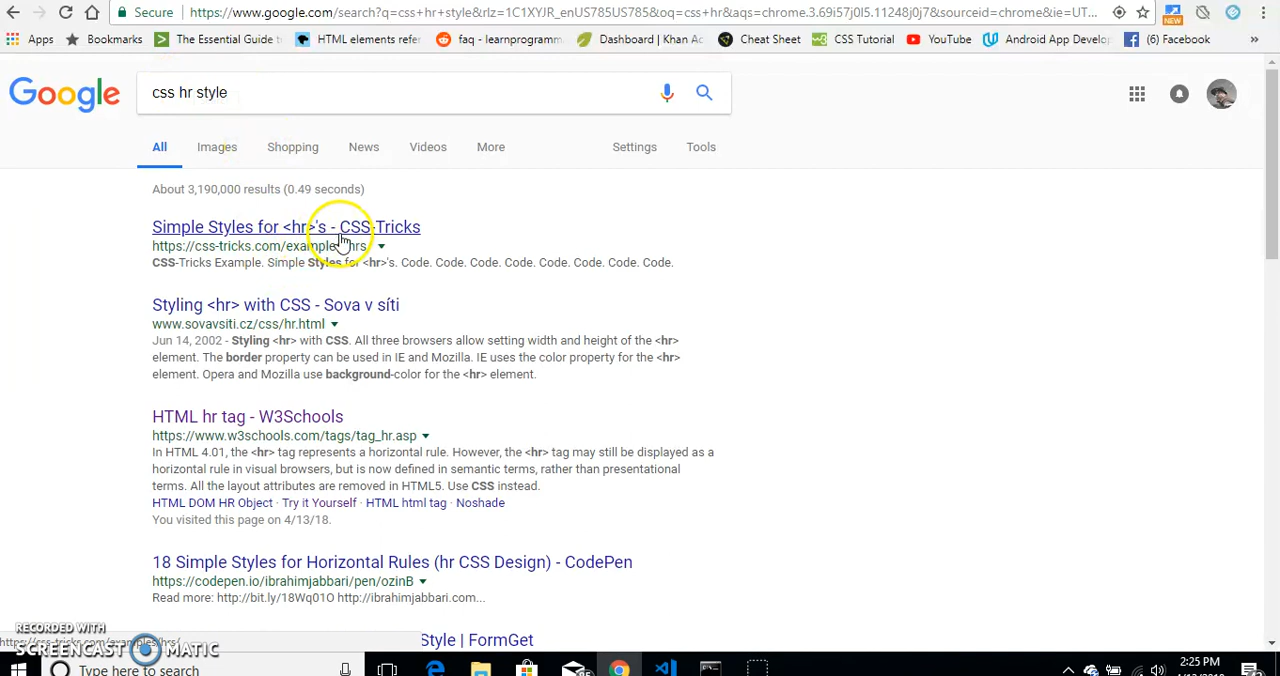 Secure https://www.google.com/search?q=css+hr+style&rlz=1C1XYJR_enUS785US785&oq=css+hr&aqs=chrome.3.69i57j0l5.11248j0j7&sourceid=chrome&ie=UT...
NEW
Apps Bookmarks The Essential Guide t HTML elements refer faq - learnprogramm Dashboard | Khan Ac Cheat Sheet CSS Tutorial YouTube Android App Develop (6) Facebook »
Google css hr style
All Images Shopping News Videos More Settings Tools
About 3,190,000 results (0.49 seconds)
Simple Styles for <hr>'s - CSS-Tricks
https://css-tricks.com/examples/hrs
CSS-Tricks Example. Simple Styles for <hr>'s. Code. Code. Code. Code. Code. Code. Code. Code.
Styling <hr> with CSS - Sova v síti
www.sovavsiti.cz/css/hr.html
Jun 14, 2002 - Styling <hr> with CSS. All three browsers allow setting width and height of the <hr>
element. The border property can be used in IE and Mozilla. IE uses the color property for the <hr>
element. Opera and Mozilla use background-color for the <hr> element.
HTML hr tag - W3Schools
https://www.w3schools.com/tags/tag_hr.asp
In HTML 4.01, the <hr> tag represents a horizontal rule. However, the <hr> tag may still be displayed as a
horizontal rule in visual browsers, but is now defined in semantic terms, rather than presentational
terms. All the layout attributes are removed in HTML5. Use CSS instead.
HTML DOM HR Object · Try it Yourself · HTML html tag · Noshade
You visited this page on 4/13/18.
18 Simple Styles for Horizontal Rules (hr CSS Design) - CodePen
https://codepen.io/ibrahimjabbari/pen/ozinB
Read more: http://bit.ly/18Wq01O http://ibrahimjabbari.com...
Style | FormGet
RECORDED WITH
https://css-tricks.com/examples/hrs/
SCREENCAST MATIC
Type here to search
2:25 PM